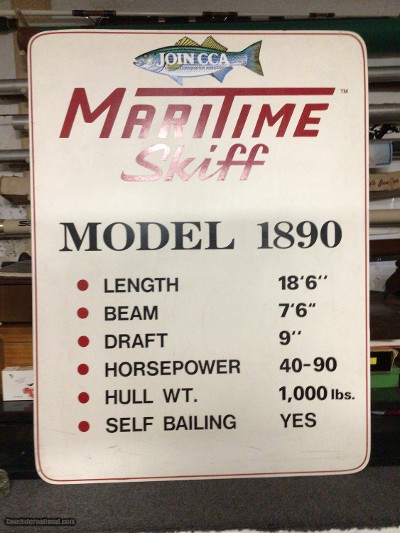 JOIN CCA
MARITIME™
Skiff
MODEL 1890
• LENGTH 18'6''
• BEAM 7'6"
• DRAFT 9''
• HORSEPOWER 40-90
• HULL WT. 1,000 lbs.
• SELF BAILING YES